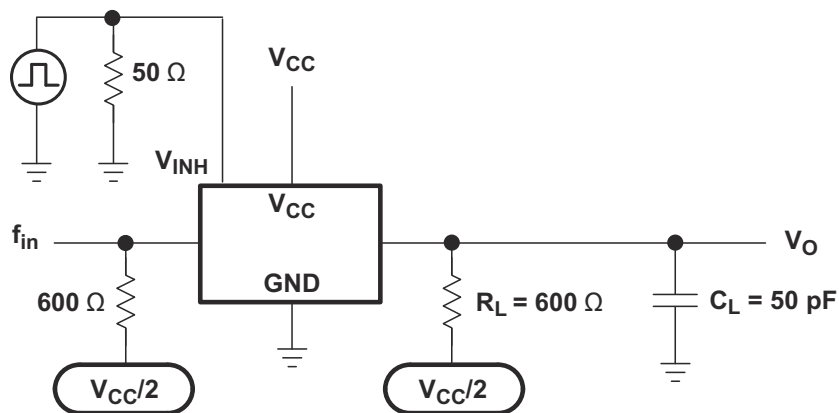 50 Ω
V_CC
V_INH
V_CC
f_in
V_O
GND
600 Ω
R_L = 600 Ω
C_L = 50 pF
V_CC/2
V_CC/2